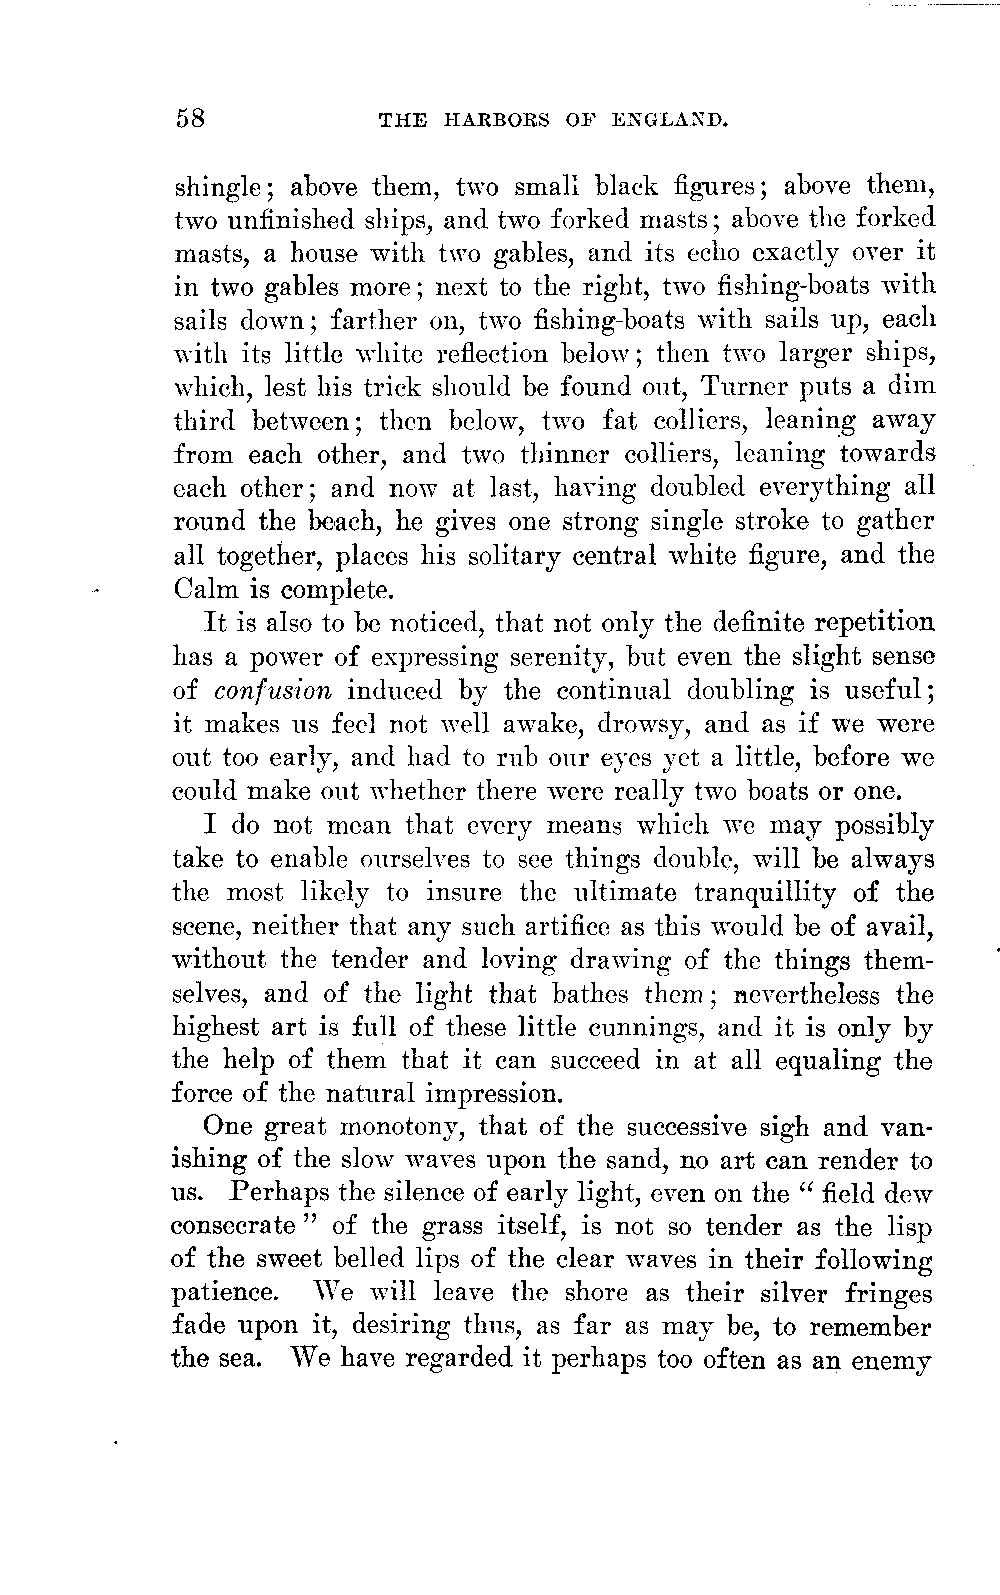 58 THE HARBORS OF ENGLAND.
shingle; above them, two small black figures; above them,
two unfinished ships, and two forked masts; above the forked
masts, a house with two gables, and its echo exactly over it
in two gables more; next to the right, two fishing-boats with
sails down; farther on, two fishing-boats with sails up, each
with its little white reflection below; then two larger ships,
which, lest his trick should be found out, Turner puts a dim
third between; then below, two fat colliers, leaning away
from each other, and two thinner colliers, leaning towards
each other; and now at last, having doubled everything all
round the beach, he gives one strong single stroke to gather
all together, places his solitary central white figure, and the
Calm is complete.
It is also to be noticed, that not only the definite repetition
has a power of expressing serenity, but even the slight sense
of confusion induced by the continual doubling is useful;
it makes us feel not well awake, drowsy, and as if we were
out too early, and had to rub our eyes yet a little, before we
could make out whether there were really two boats or one.
I do not mean that every means which we may possibly
take to enable ourselves to see things double, will be always
the most likely to insure the ultimate tranquillity of the
scene, neither that any such artifice as this would be of avail,
without the tender and loving drawing of the things them-
selves, and of the light that bathes them; nevertheless the
highest art is full of these little cunnings, and it is only by
the help of them that it can succeed in at all equaling the
force of the natural impression.
One great monotony, that of the successive sigh and van-
ishing of the slow waves upon the sand, no art can render to
us. Perhaps the silence of early light, even on the “ field dew
consecrate ” of the grass itself, is not so tender as the lisp
of the sweet belled lips of the clear waves in their following
patience. We will leave the shore as their silver fringes
fade upon it, desiring thus, as far as may be, to remember
the sea. We have regarded it perhaps too often as an enemy